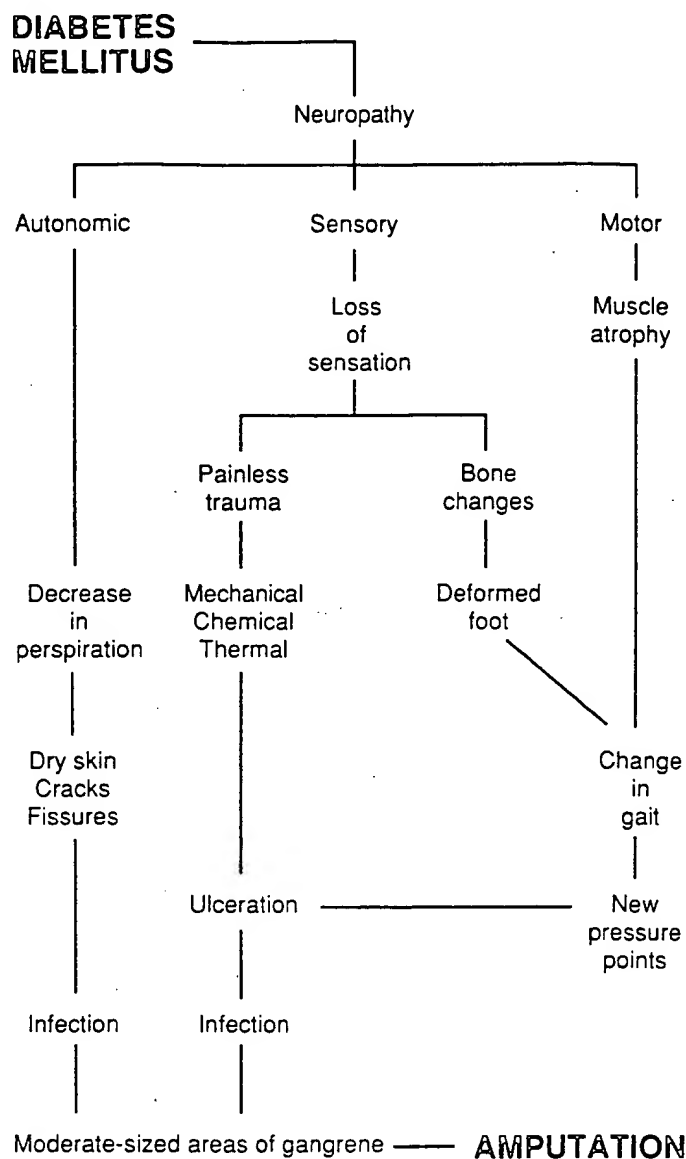 DIABETES
MELLITUS
Neuropathy
Autonomic
Sensory
Motor
Loss
of
sensation
Muscle
atrophy
Painless
trauma
Bone
changes
Decrease
in
perspiration
Mechanical
Chemical
Thermal
Deformed
foot
Dry skin
Cracks
Fissures
Change
in
gait
Ulceration
New
pressure
points
Infection
Infection
Moderate-sized areas of gangrene
AMPUTATION